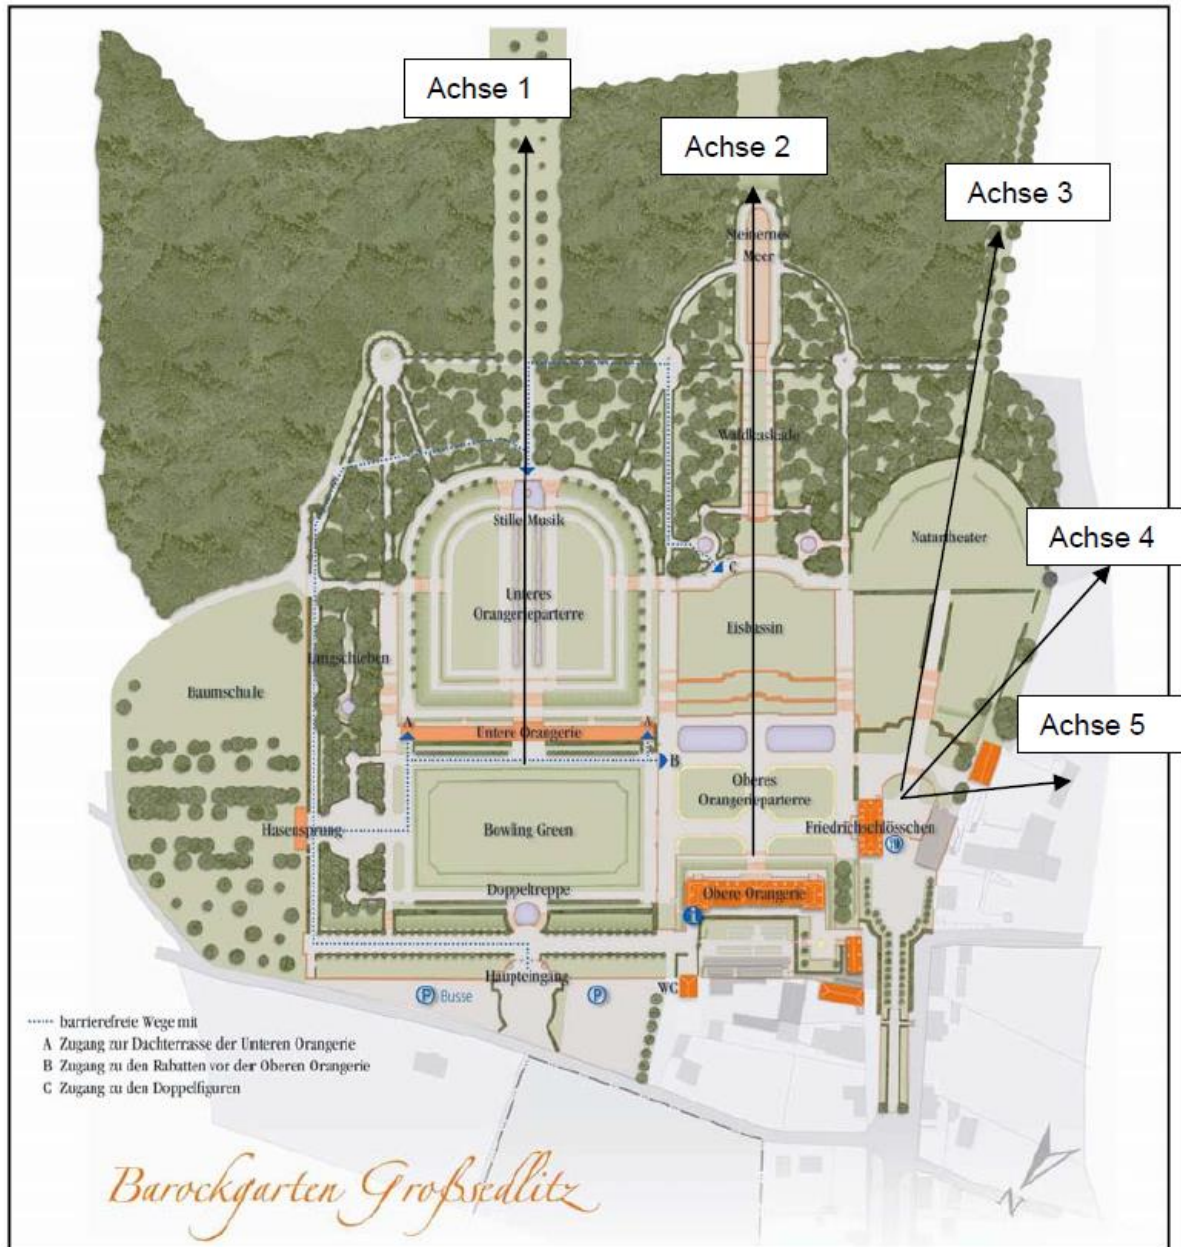 Achse 1
Achse 2
Achse 3
Steinernes
Meer
Waldkaskade
Stille Musik
Naturtheater
Achse 4
C
Unteres
Orangerieparterre
Eisbassin
Langschieben
Baumschule
Achse 5
A
Untere Orangerie
A
B
Oberes
Orangerieparterre
Hasensprung
Bowling Green
Friedrichschlösschen
Doppeltreppe
Obere Orangerie
i
Haupteingang
WC
P Busse
P
barrierefreie Wege mit
A Zugang zur Dachterrasse der Unteren Orangerie
B Zugang zu den Rabatten vor der Oberen Orangerie
C Zugang zu den Doppelfiguren
Barockgarten Großsedlitz
N